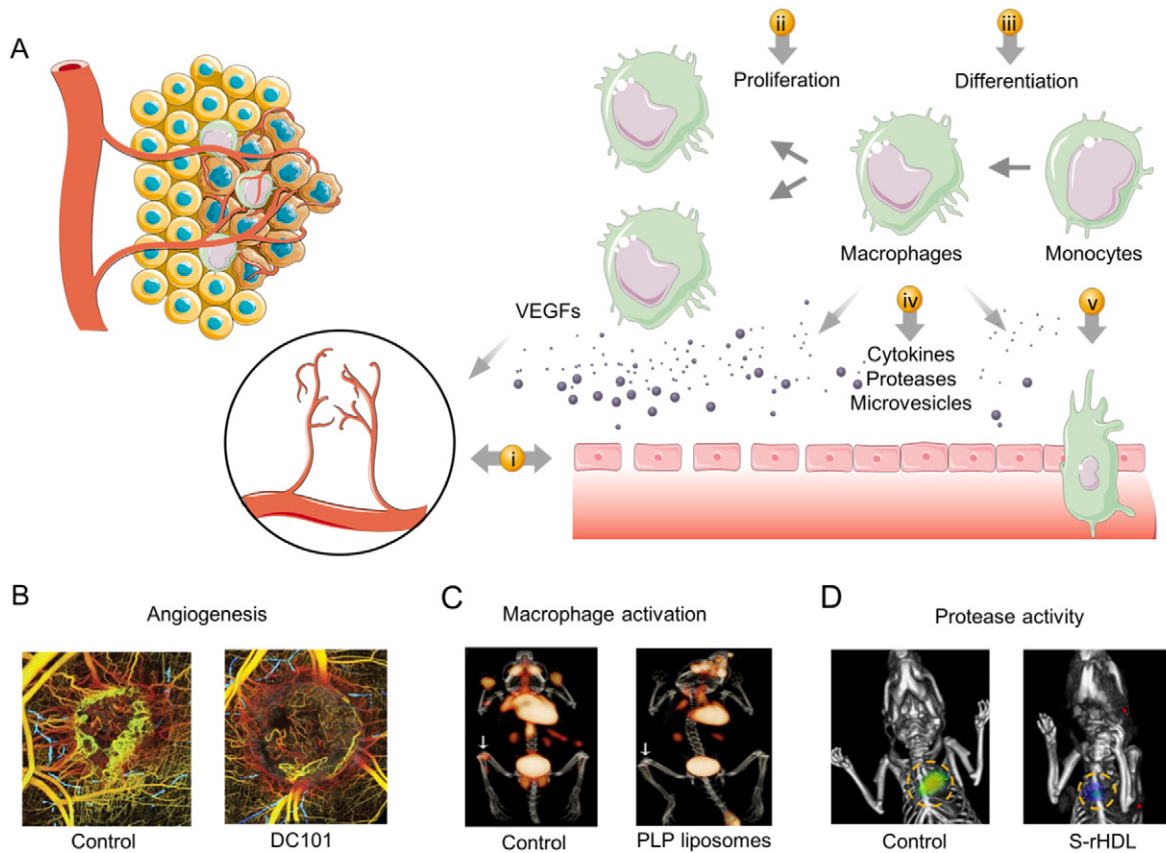 A
ii
iii
Proliferation
Differentiation
Macrophages
Monocytes
VEGFs
iv
v
Cytokines
Proteases
Microvesicles
i
B
Angiogenesis
C
Macrophage activation
D
Protease activity
Control
DC101
Control
PLP liposomes
Control
S-rHDL